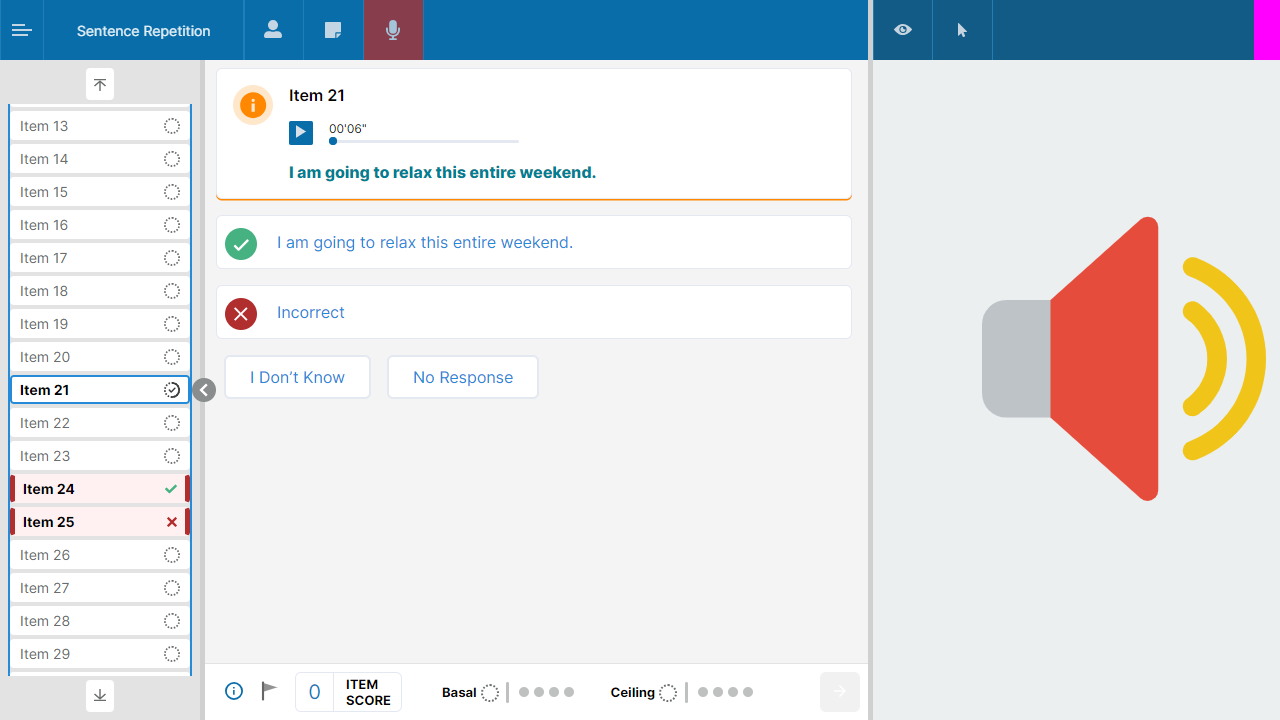 Sentence Repetition
Item 13
Item 14
Item 15
Item 16
Item 17
Item 18
Item 19
Item 20
Item 21
Item 22
Item 23
Item 24
Item 25
Item 26
Item 27
Item 28
Item 29
Item 21
00'06"
I am going to relax this entire weekend.
I am going to relax this entire weekend.
Incorrect
I Don’t Know
No Response
0
ITEM
SCORE
Basal
Ceiling